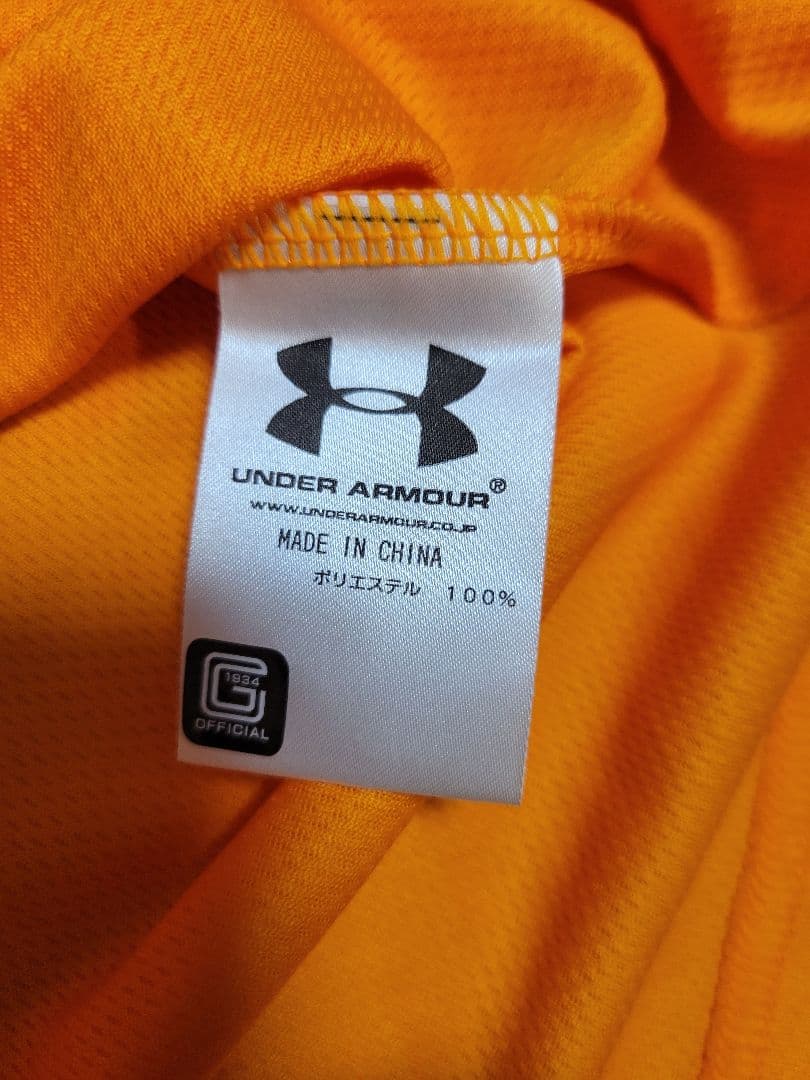 UNDER ARMOUR®
WWW.UNDERARMOUR.CO.JP
MADE IN CHINA
ポリエステル 100%
G
1934
OFFICIAL